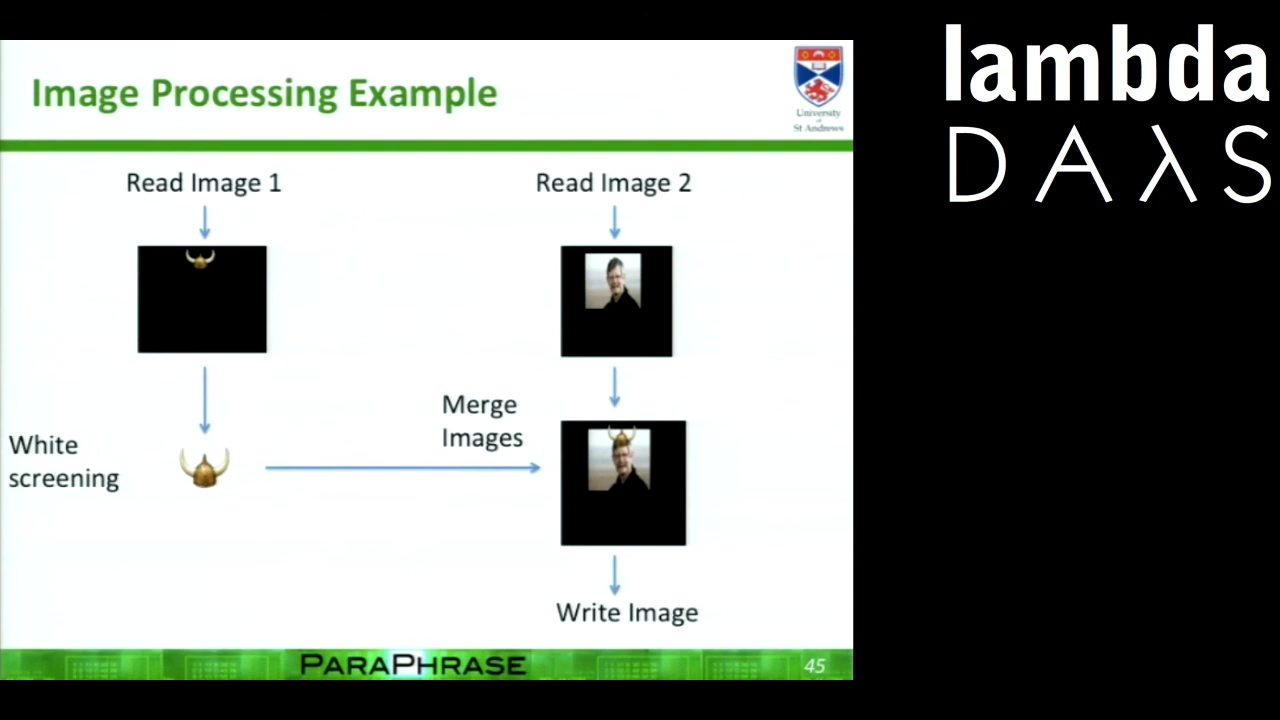 Image Processing Example
University
of
St Andrews
lambda
DAλS
Read Image 1
Read Image 2
Merge
Images
White
screening
Write Image
PARAPHRASE
45